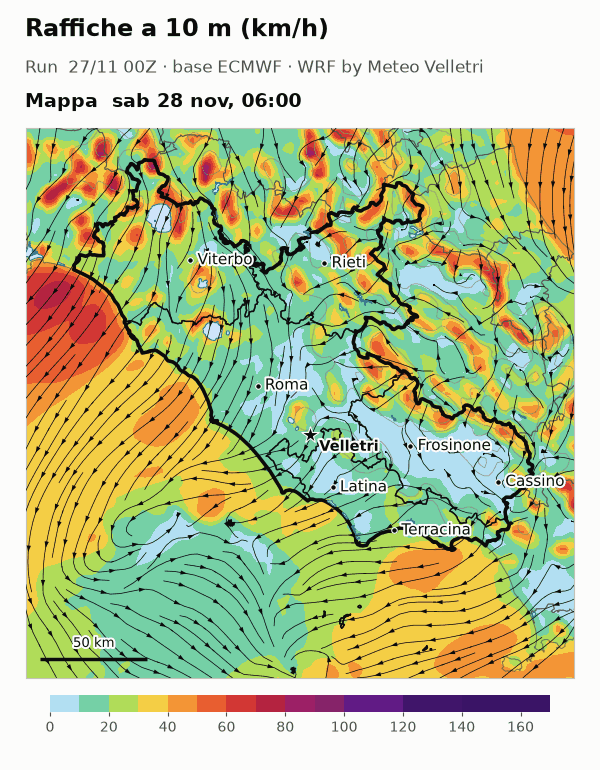 Raffiche a 10 m (km/h)
Run  27/11 00Z · base ECMWF · WRF by Meteo Velletri
Mappa  sab 28 nov, 06:00
Viterbo
Rieti
Roma
Velletri
Frosinone
Cassino
Latina
Terracina
50 km
0 20 40 60 80 100 120 140 160